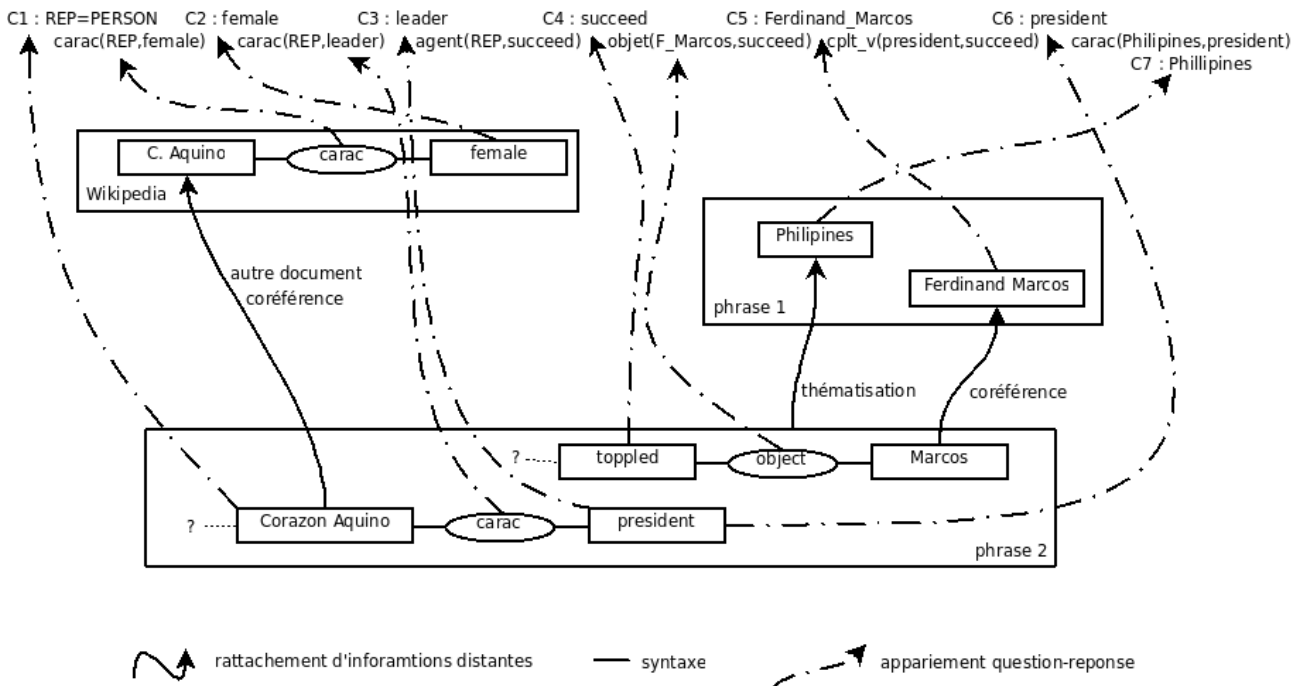 C1 : REP=PERSON C2 : female C3 : leader C4 : succeed C5 : Ferdinand_Marcos C6 : president
carac(REP,female) carac(REP,leader) agent(REP,succeed) objet(F_Marcos,succeed) cplt_v(president,succeed) carac(Philipines,president)
C7 : Phillipines
C. Aquino carac female
Wikipedia
Philipines
Ferdinand Marcos
phrase 1
autre document
coréférence
thématisation coréférence
? toppled object Marcos
? Corazon Aquino carac president
phrase 2
rattachement d'inforamtions distantes syntaxe appariement question-reponse